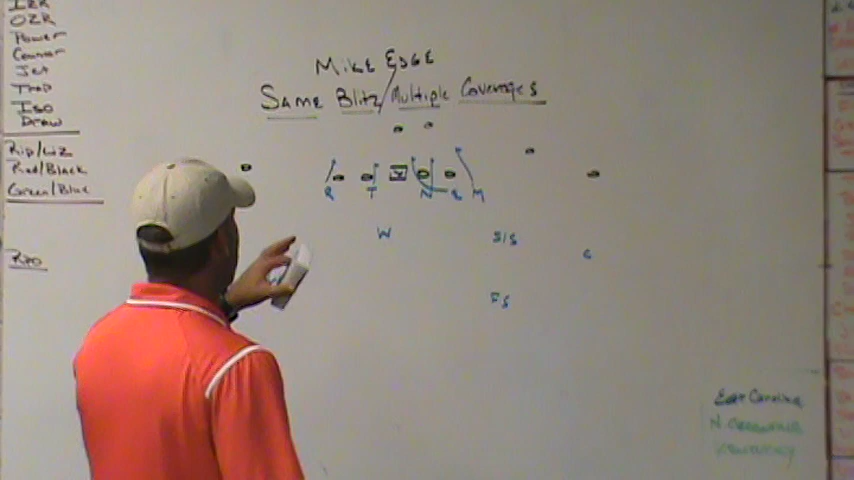 IZR
OZR
Power
Counter
Jet
Trap
Iso
Draw
Rip/Liz
Red/Black
Green/Blue
RPO
Mike Edge
Same Blitz/Multiple Coverages
R T N M
W S/S
C
FS
East Carolina